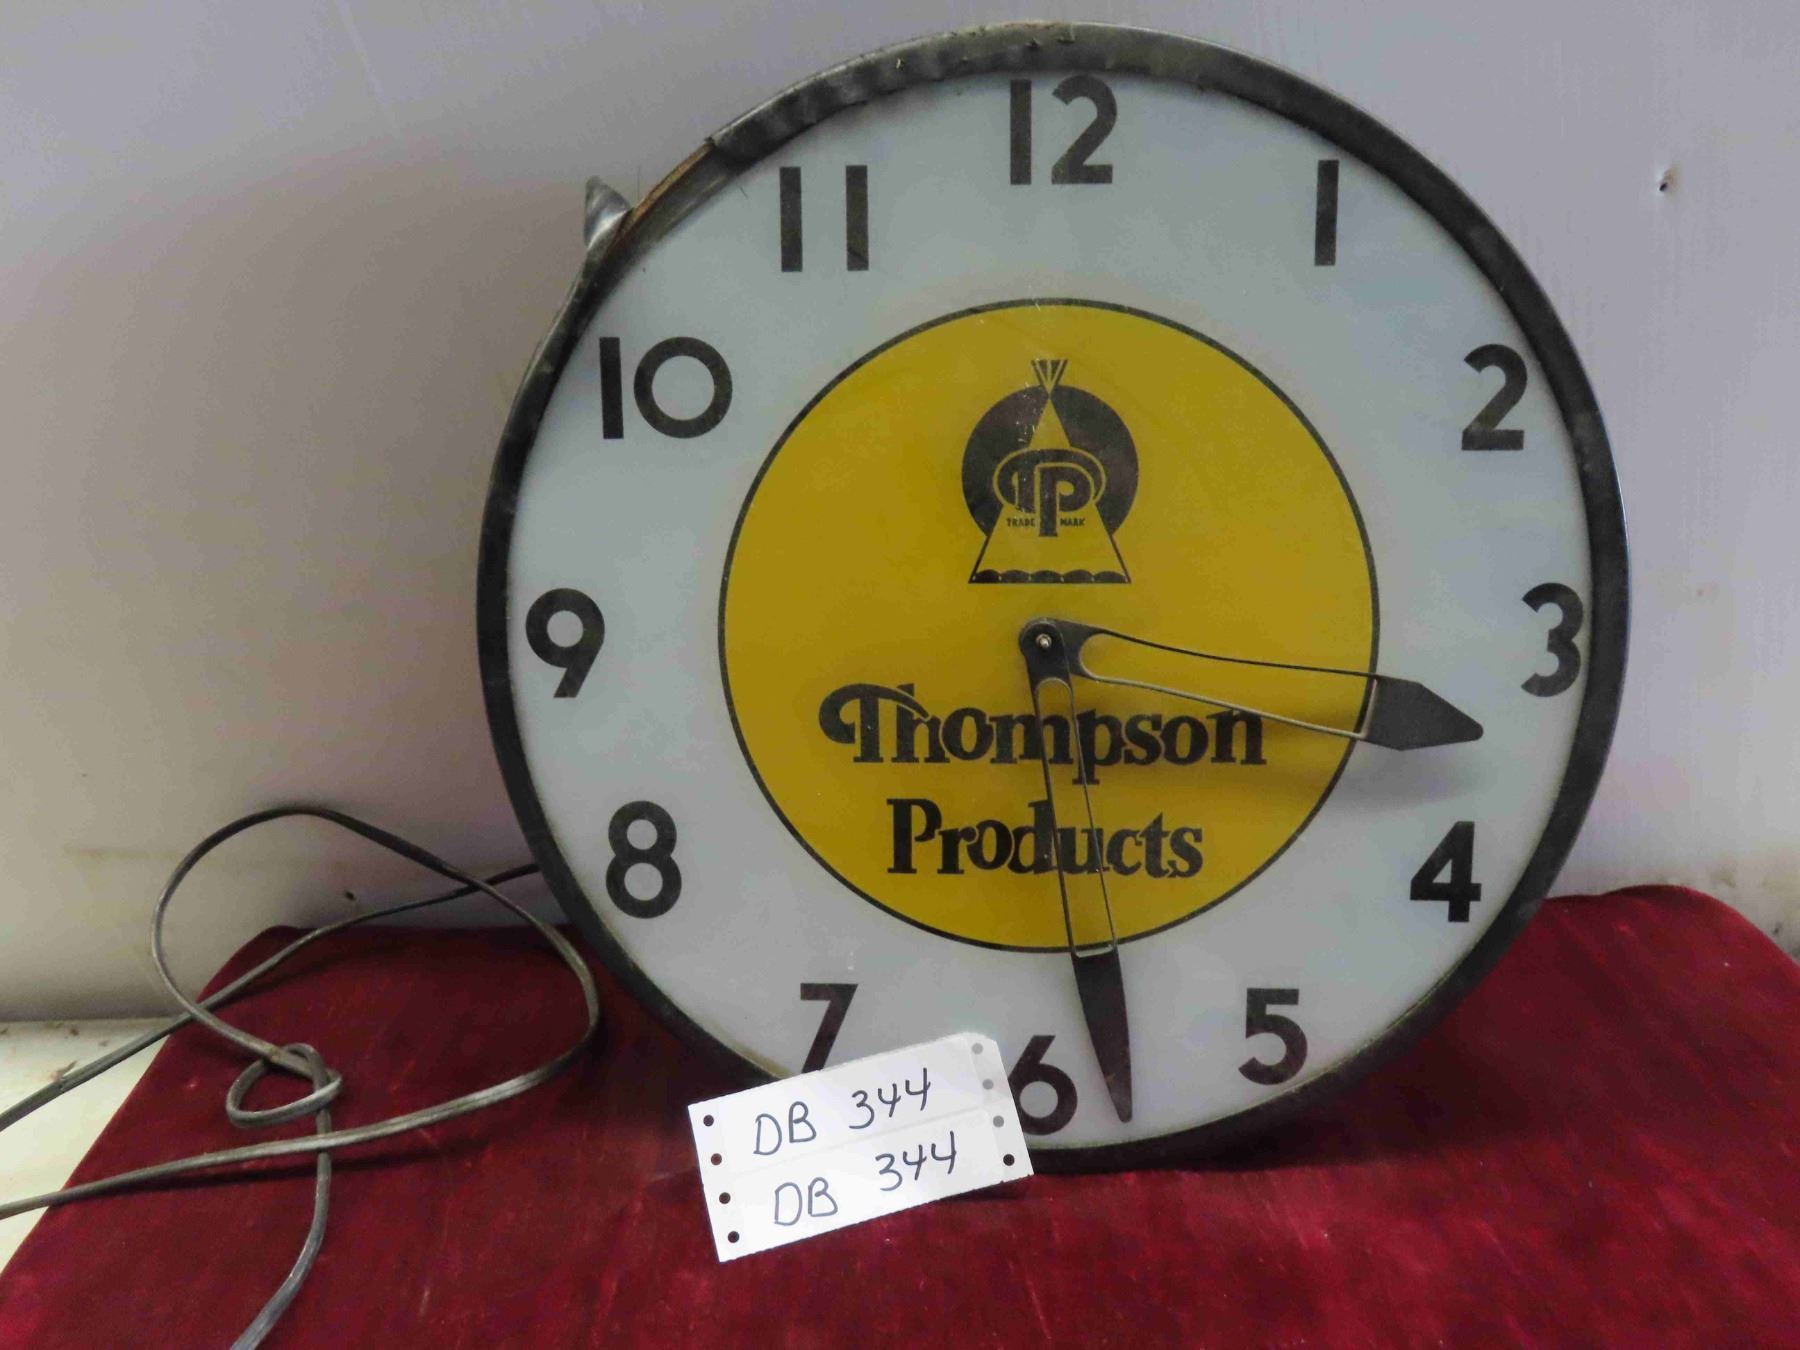 12
11
1
10
2
TP
TRADE MARK
9
3
Thompson
Products
8
4
7
5
6
DB 344
DB 344